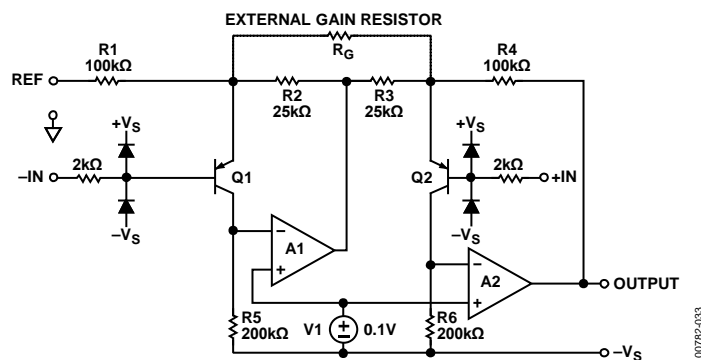 EXTERNAL GAIN RESISTOR
RG
REF
R1
100kΩ
R2
25kΩ
R3
25kΩ
R4
100kΩ
+VS
+VS
–IN
2kΩ
Q1
Q2
2kΩ
+IN
–VS
–VS
A1
–
+
A2
–
+
OUTPUT
R5
200kΩ
V1
+
–
0.1V
R6
200kΩ
–VS
00782-033